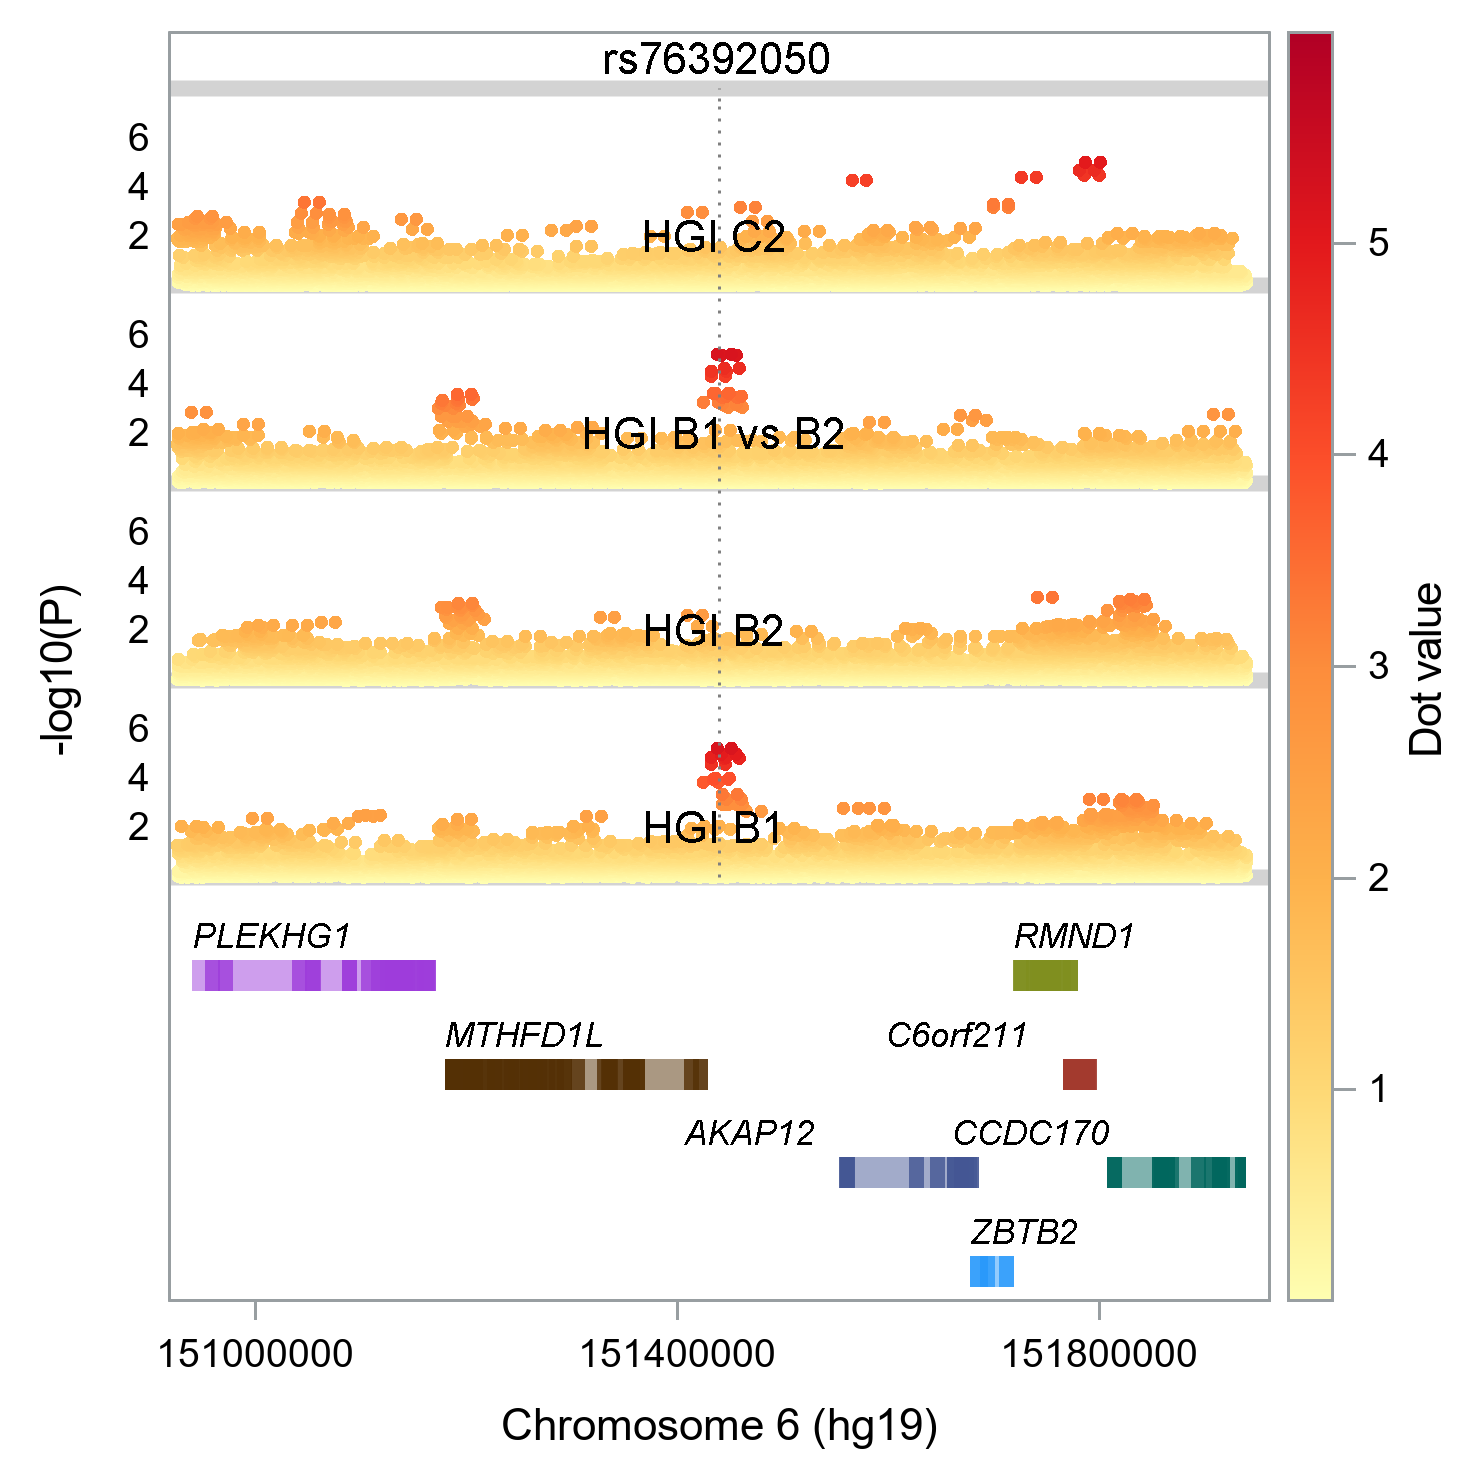 rs76392050
6
4
2
HGI C2
6
4
2
HGI B1 vs B2
6
4
2
HGI B2
6
4
2
HGI B1
-log10(P)
PLEKHG1
RMND1
MTHFD1L
C6orf211
AKAP12
CCDC170
ZBTB2
151000000
151400000
151800000
Chromosome 6 (hg19)
5
4
3
2
1
Dot value